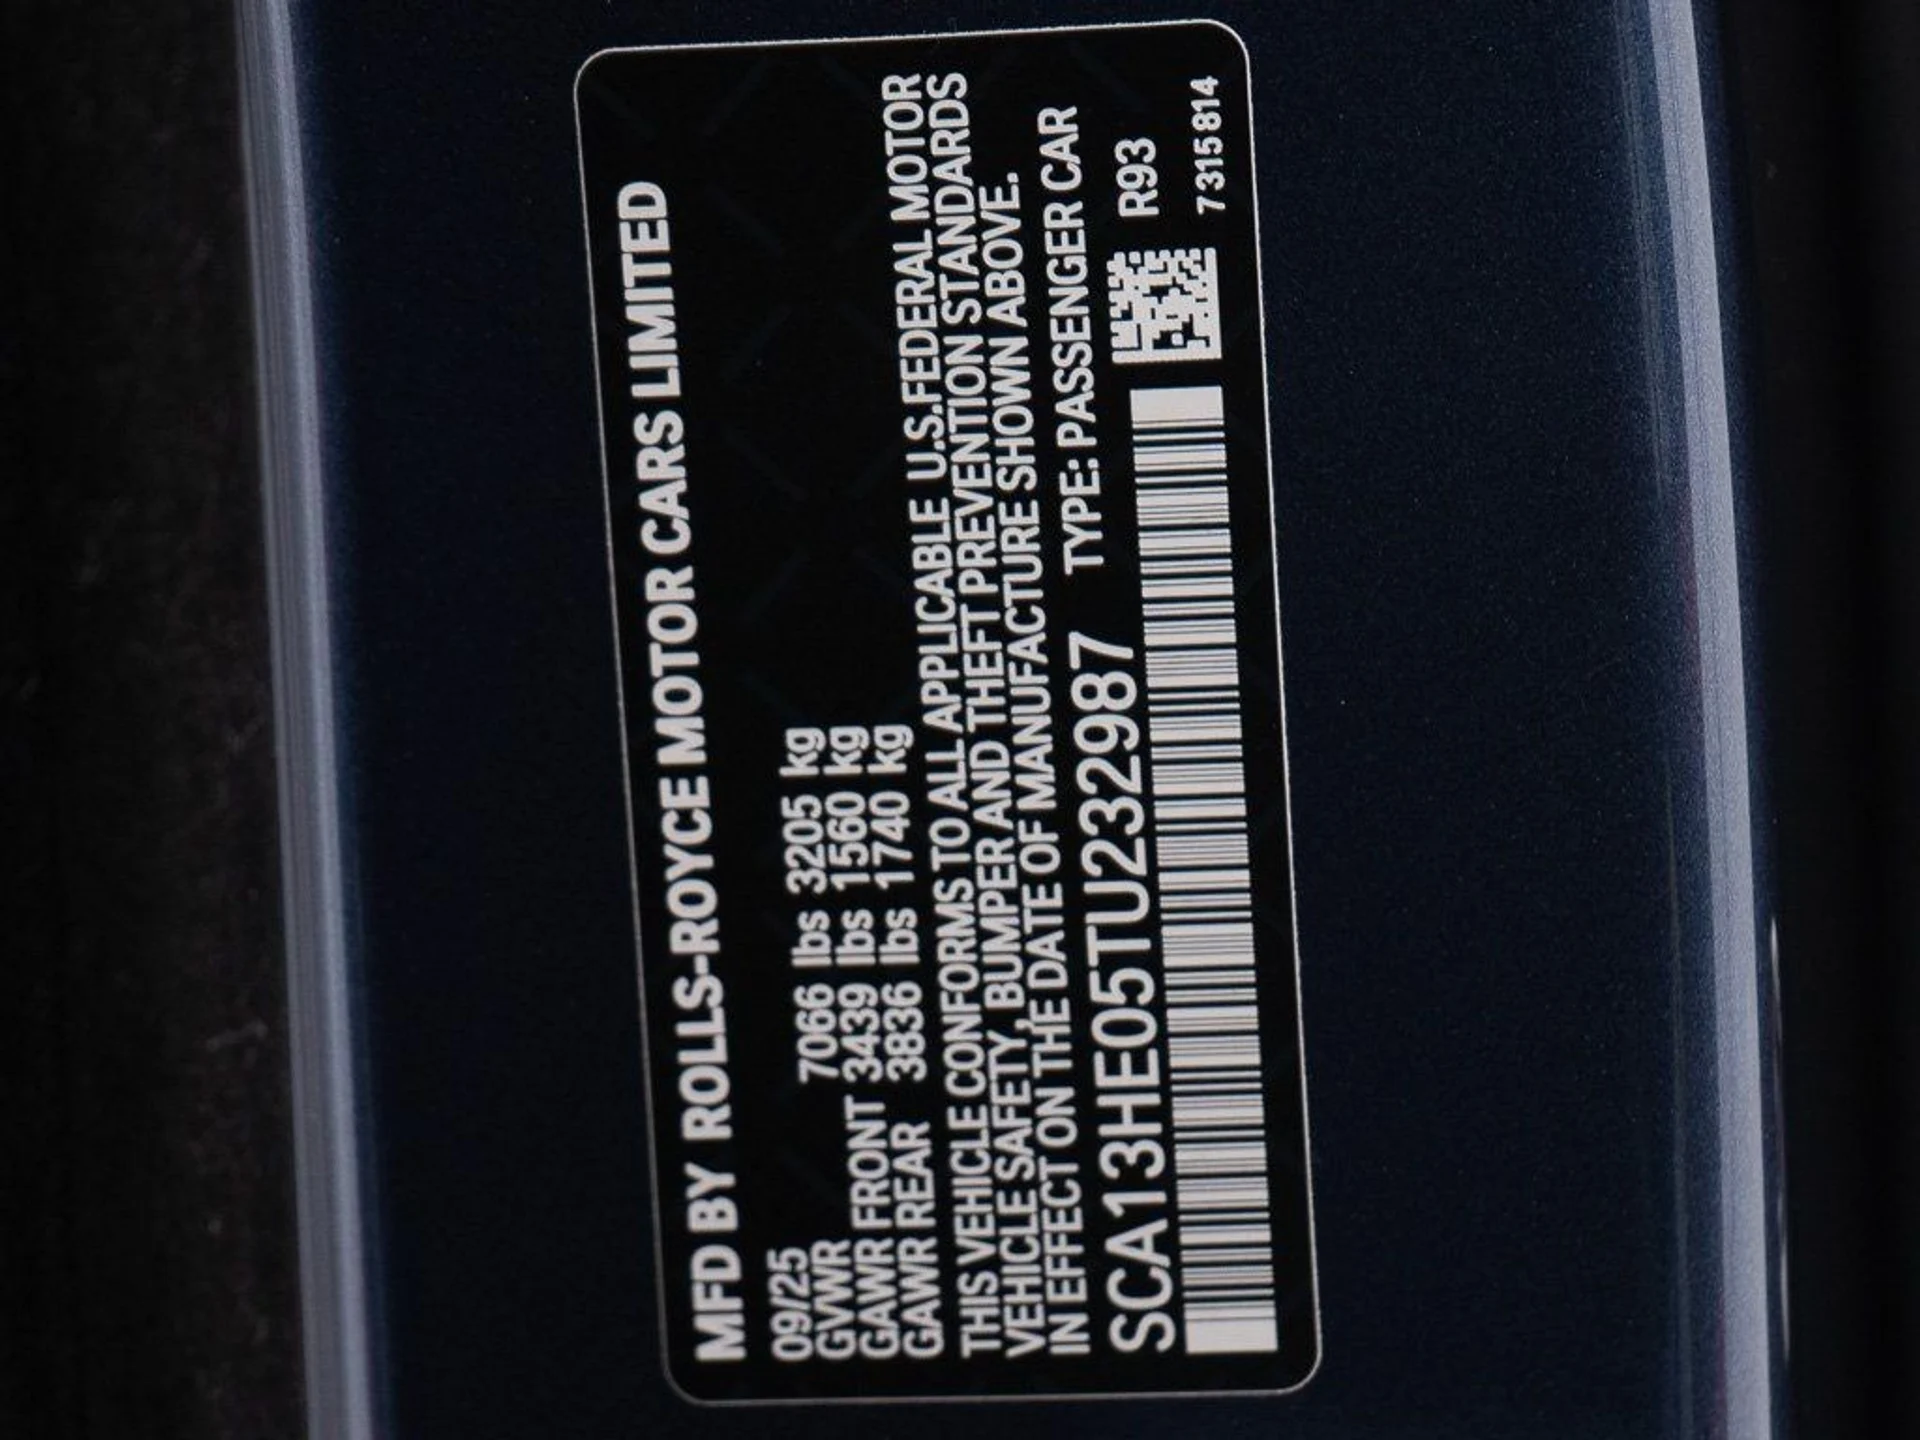 MFD BY ROLLS-ROYCE MOTOR CARS LIMITED
09/25
GVWR 7066 lbs 3205 kg
GAWR FRONT 3439 lbs 1560 kg
GAWR REAR 3836 lbs 1740 kg
THIS VEHICLE CONFORMS TO ALL APPLICABLE U.S.FEDERAL MOTOR
VEHICLE SAFETY, BUMPER AND THEFT PREVENTION STANDARDS
IN EFFECT ON THE DATE OF MANUFACTURE SHOWN ABOVE.
SCA13HE05TU232987 TYPE: PASSENGER CAR
R93
7315814